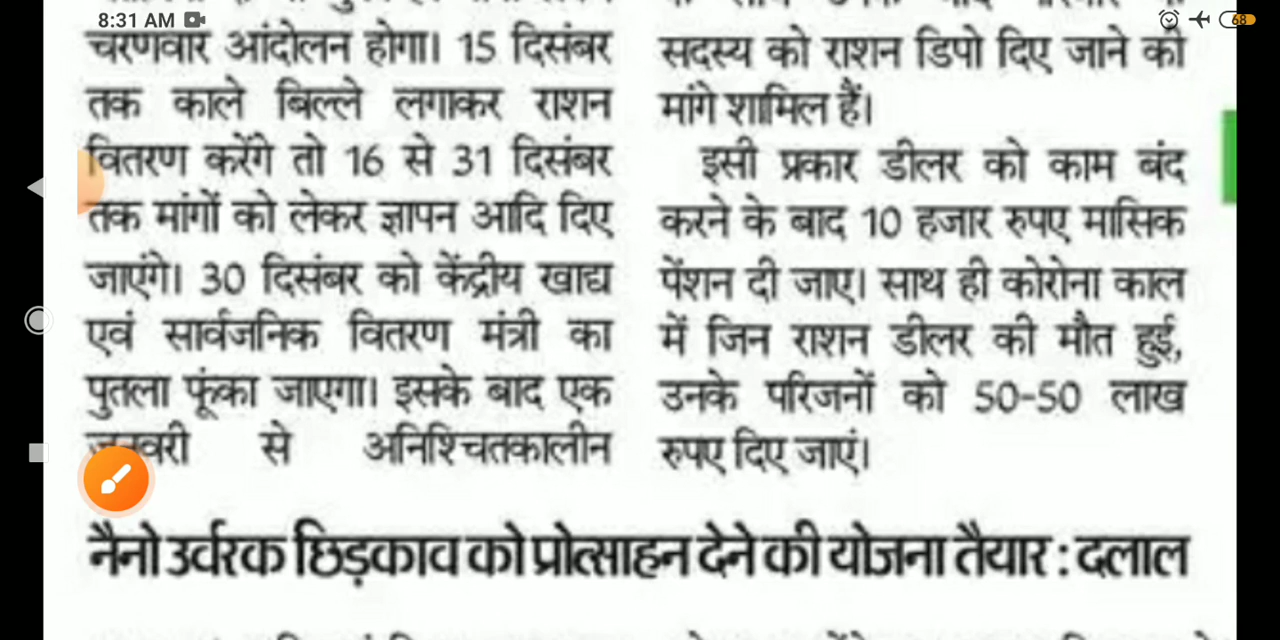 8:31 AM
68
चरणवार आंदोलन होगा। 15 दिसंबर
तक काले बिल्ले लगाकर राशन
वितरण करेंगे तो 16 से 31 दिसंबर
तक मांगों को लेकर ज्ञापन आदि दिए
जाएंगे। 30 दिसंबर को केंद्रीय खाद्य
एवं सार्वजनिक वितरण मंत्री का
पुतला फूंका जाएगा। इसके बाद एक
जनवरी से अनिश्चितकालीन
सदस्य को राशन डिपो दिए जाने की
मांगे शामिल हैं।
इसी प्रकार डीलर को काम बंद
करने के बाद 10 हजार रुपए मासिक
पेंशन दी जाए। साथ ही कोरोना काल
में जिन राशन डीलर की मौत हुई,
उनके परिजनों को 50-50 लाख
रुपए दिए जाएं।
नैनो उर्वरक छिड़काव को प्रोत्साहन देने की योजना तैयार : दलाल